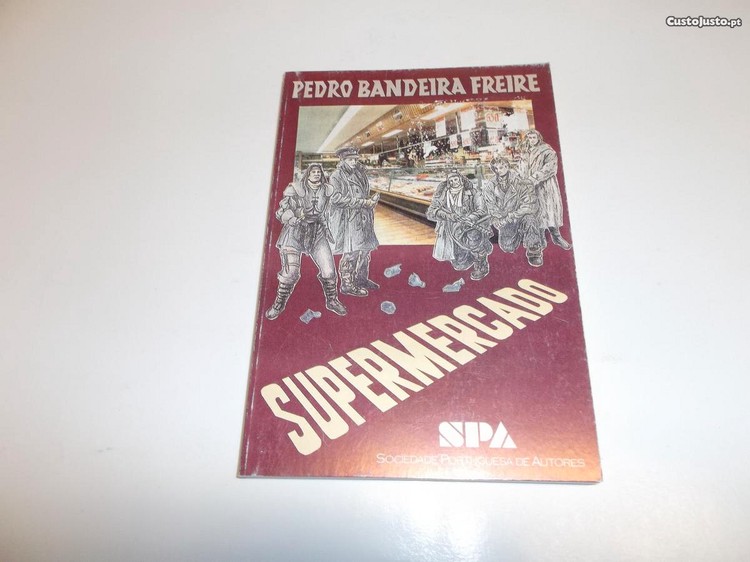 CustoJusto.pt
PEDRO BANDEIRA FREIRE
SUPERMERCADO
SPA
SOCIEDADE PORTUGUESA DE AUTORES